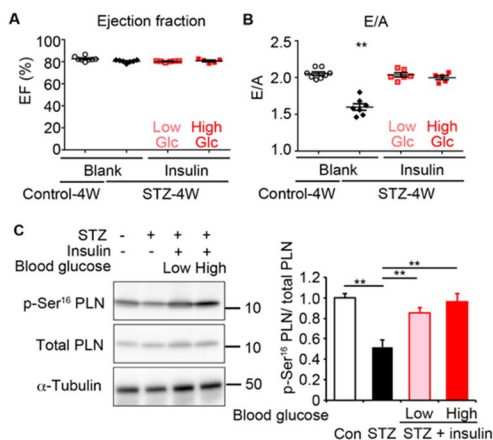 A
Ejection fraction
EF (%)
100
80
60
40
20
0
Low Glc
High Glc
Blank
Insulin
Control-4W
STZ-4W
B
E/A
E/A
2.5
2.0
1.5
1.0
**
Low Glc
High Glc
Blank
Insulin
Control-4W
STZ-4W
C
STZ - + + +
Insulin - - + +
Blood glucose Low High
p-Ser16 PLN
10
Total PLN
10
α-Tubulin
50
p-Ser16 PLN/ total PLN
1.2
1.0
0.8
0.6
0.4
0.2
0
**
**
**
Blood glucose
Low
High
Con
STZ
STZ + insulin